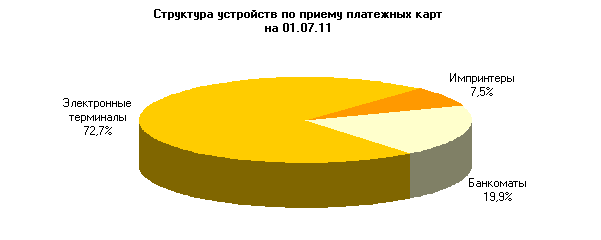 Структура устройств по приему платежных карт
на 01.07.11
Импринтеры
7,5%
Электронные
терминалы
72,7%
Банкоматы
19,9%